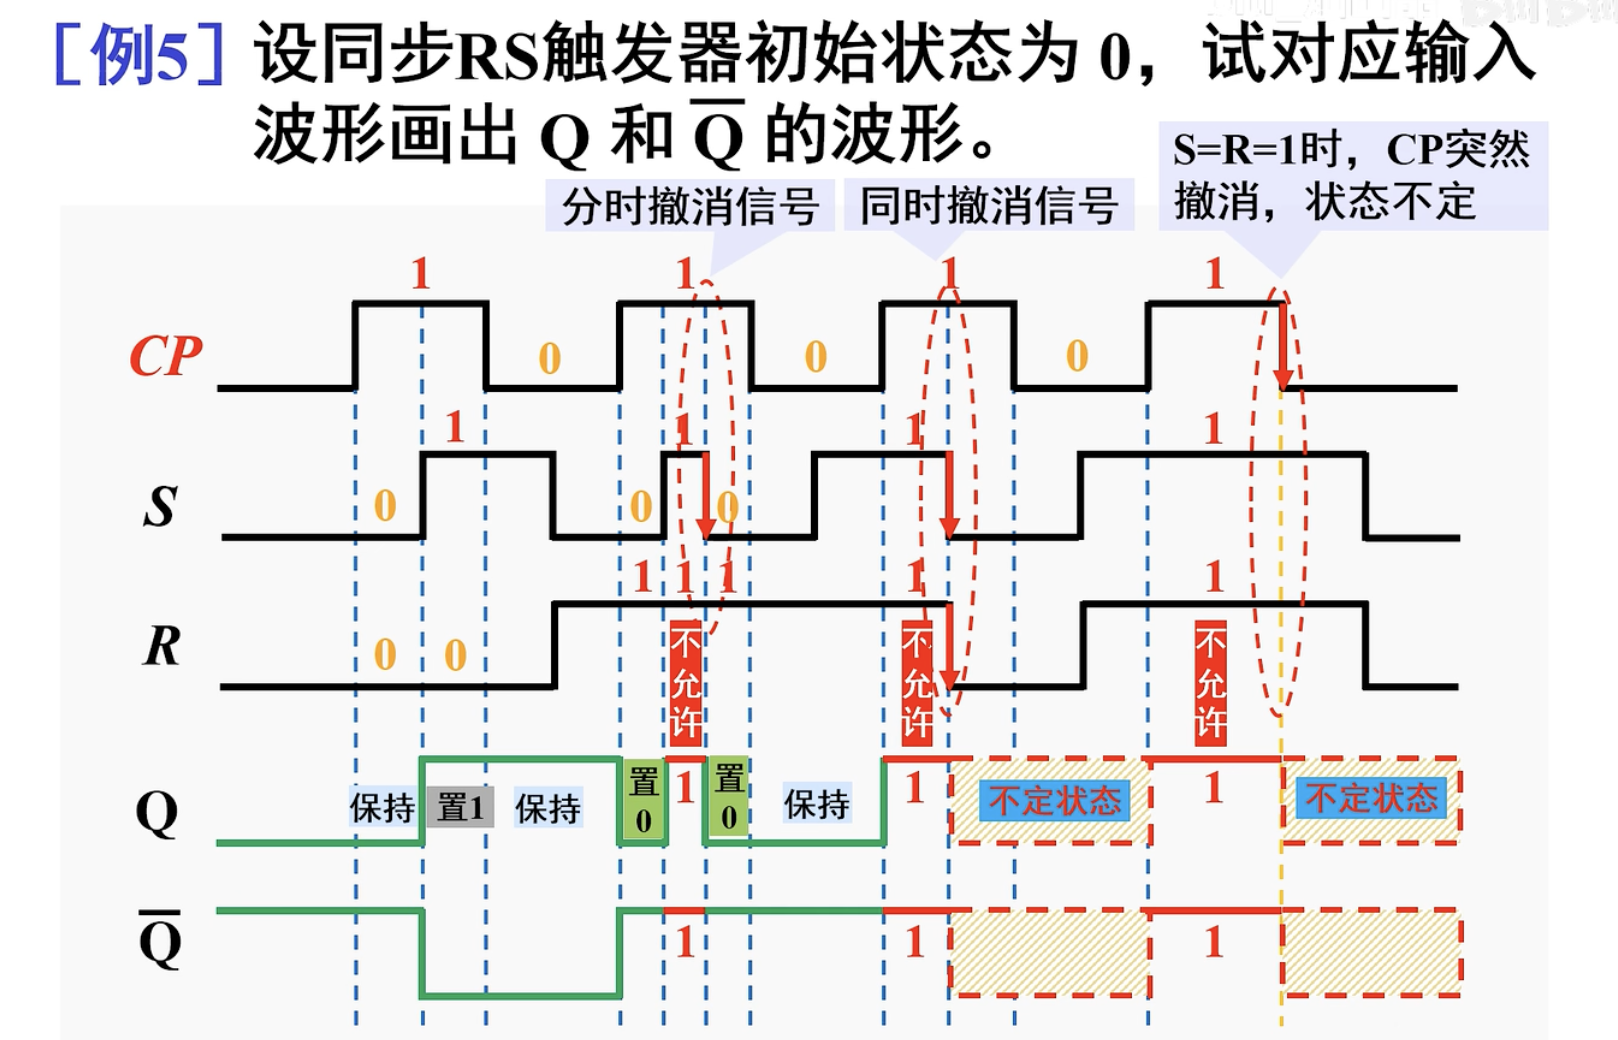 ［例5］设同步RS触发器初始状态为 0，试对应输入
波形画出 Q 和 Q̅ 的波形。
S=R=1时，CP突然
撤消，状态不定
分时撤消信号 同时撤消信号
1 1 1 1
CP 0 0 0
1 1 1 1
S 0 0 0
1 1 1 1 1
R 0 0
不允许 不允许 不允许
Q 保持 置1 保持 置0 1 置0 保持 1 不定状态 1 不定状态
Q̅ 1 1 1